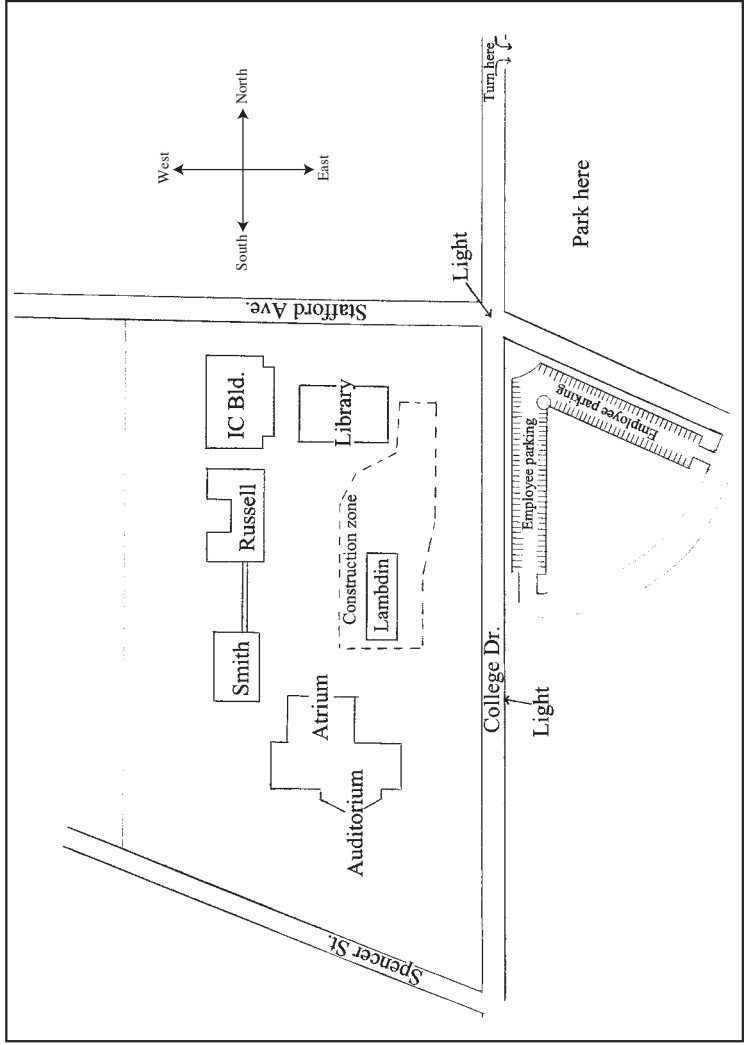 West
North
South
East
Turn here
Park here
Light
Stafford Ave.
IC Bld.
Library
Russell
Construction zone
Lambdin
Smith
Atrium
Auditorium
Employee parking
Employee parking
College Dr.
Light
Spencer St.